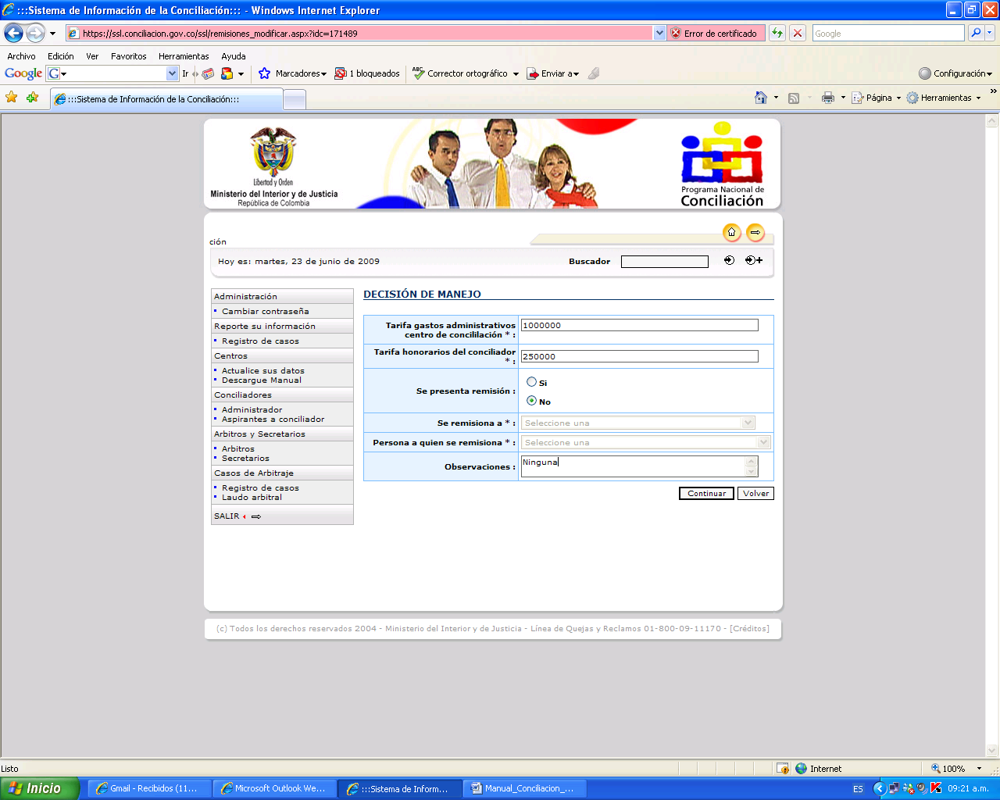 :::Sistema de Información de la Conciliación::: - Windows Internet Explorer
https://ssl.conciliacion.gov.co/ssl/remisiones_modificar.aspx?idc=171489
Error de certificado
Google
Archivo Edición Ver Favoritos Herramientas Ayuda
Google G Ir Marcadores 1 bloqueados ABC Corrector ortográfico Enviar a Configuración
:::Sistema de Información de la Conciliación:::
Página Herramientas »
Libertad y Orden
Ministerio del Interior y de Justicia
República de Colombia
Programa Nacional de
Conciliación
ción
Hoy es: martes, 23 de junio de 2009
Buscador
Administración
Cambiar contraseña
Reporte su información
Registro de casos
Centros
Actualice sus datos
Descargue Manual
Conciliadores
Administrador
Aspirantes a conciliador
Arbitros y Secretarios
Arbitros
Secretarios
Casos de Arbitraje
Registro de casos
Laudo arbitral
SALIR
DECISIÓN DE MANEJO
Tarifa gastos administrativos
centro de concililación * :
1000000
Tarifa honorarios del conciliador
* :
250000
Se presenta remisión :
Si
No
Se remisiona a * :
Seleccione una
Persona a quien se remisiona * :
Seleccione una
Observaciones :
Ninguna
Continuar Volver
(c) Todos los derechos reservados 2004 - Ministerio del Interior y de Justicia - Línea de Quejas y Reclamos 01-800-09-11170 - [Créditos]
Listo
Internet
100%
Inicio
Gmail - Recibidos (11...
Microsoft Outlook We...
:::Sistema de Inform...
Manual_Conciliacion_...
ES
09:21 a.m.